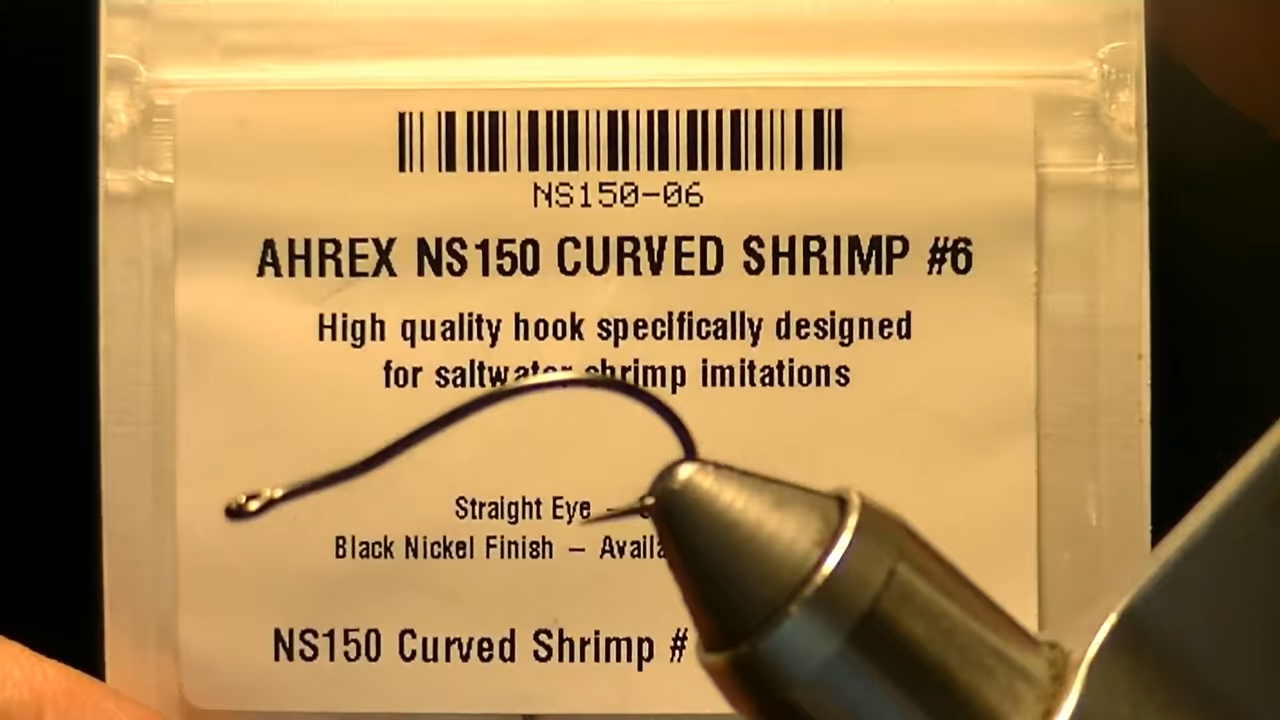 NS150-06
AHREX NS150 CURVED SHRIMP #6
High quality hook specifically designed
for saltwater shrimp imitations
Straight Eye –
Black Nickel Finish – Availa
NS150 Curved Shrimp #